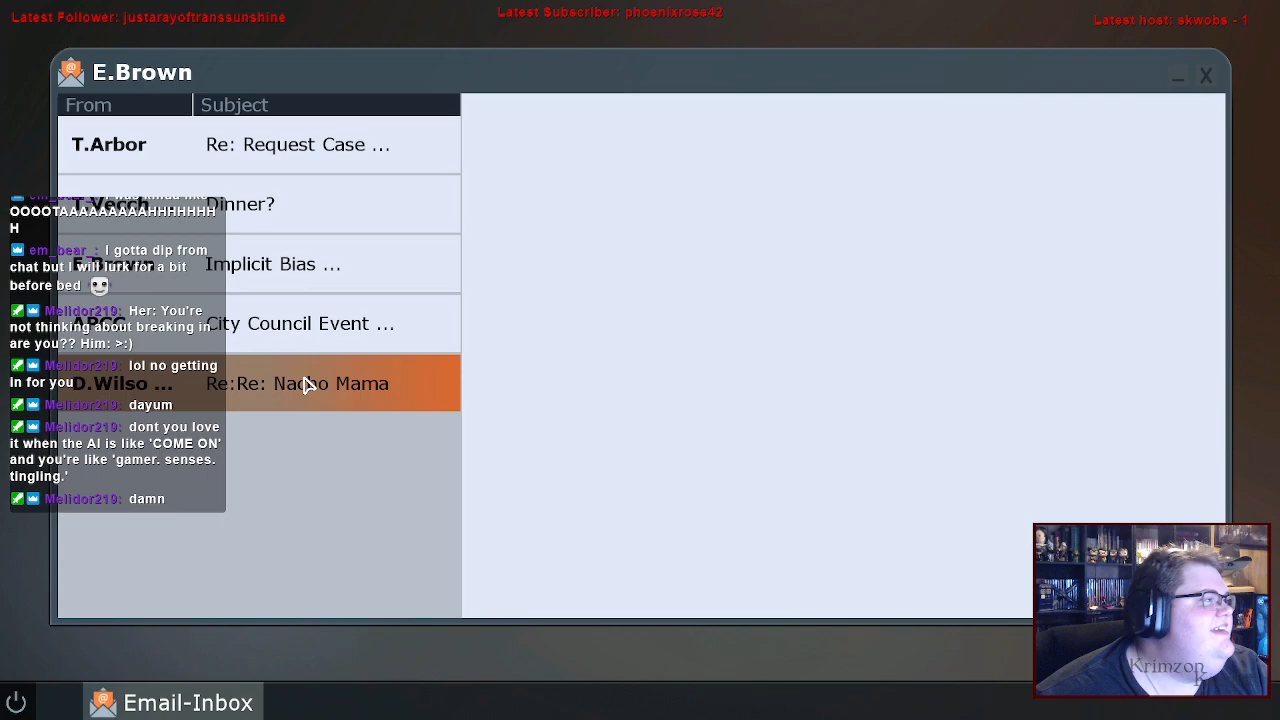 Latest Follower: justarayoftranssunshine
Latest Subscriber: phoenixrose42
Latest host: skwobs - 1
E.Brown
From Subject
T.Arbor Re: Request Case ...
Dinner?
Implicit Bias ...
City Council Event ...
D.Wilso ... Re:Re: Nacho Mama
OOOOTAAAAAAAAAHHHHHHH
H
em_bear_: I gotta dip from
chat but I will lurk for a bit
before bed
Melidor219: Her: You're
not thinking about breaking in
are you?? Him: >:)
Melidor219: lol no getting
in for you
Melidor219: dayum
Melidor219: dont you love
it when the AI is like 'COME ON'
and you're like 'gamer. senses.
tingling.'
Melidor219: damn
Krimzon
K
Email-Inbox